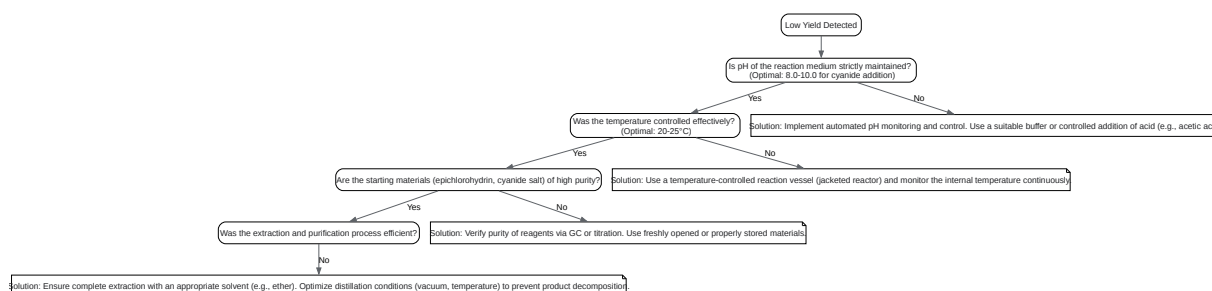 Low Yield Detected
Is pH of the reaction medium strictly maintained?
(Optimal: 8.0-10.0 for cyanide addition)
Yes
No
Was the temperature controlled effectively?
(Optimal: 20-25°C)
Solution: Implement automated pH monitoring and control. Use a suitable buffer or controlled addition of acid (e.g., acetic
Yes
No
Are the starting materials (epichlorohydrin, cyanide salt) of high purity?
Solution: Use a temperature-controlled reaction vessel (jacketed reactor) and monitor the internal temperature continuously.
Yes
No
Was the extraction and purification process efficient?
Solution: Verify purity of reagents via GC or titration. Use freshly opened or properly stored materials.
No
Solution: Ensure complete extraction with an appropriate solvent (e.g., ether). Optimize distillation conditions (vacuum, temperature) to prevent product decomposition.